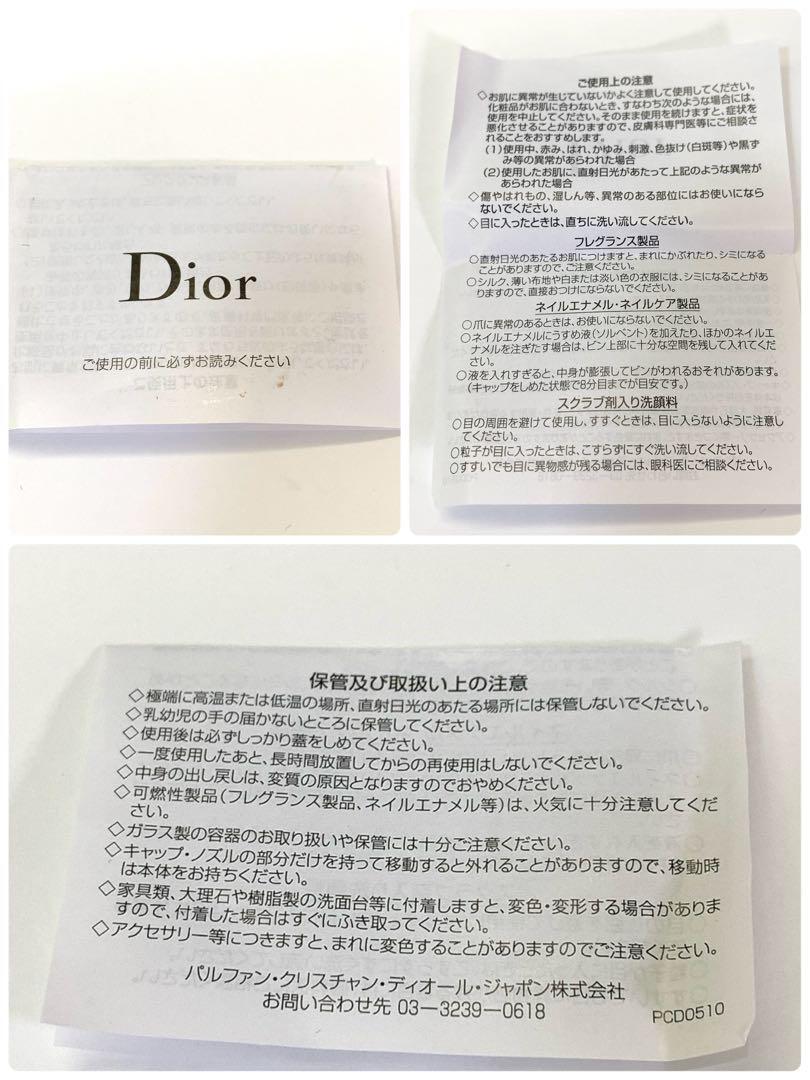 Dior
ご使用の前に必ずお読みください
ご使用上の注意
◇お肌に異常が生じていないかよく注意して使用してください。
化粧品がお肌に合わないとき、すなわち次のような場合には、
使用を中止してください。そのまま使用を続けますと、症状を
悪化させることがありますので、皮膚科専門医等にご相談さ
れることをおすすめします。
(1)使用中、赤み、はれ、かゆみ、刺激、色抜け(白斑等)や黒ず
み等の異常があらわれた場合
(2)使用したお肌に、直射日光があたって上記のような異常が
あらわれた場合
◇傷やはれもの、湿しん等、異常のある部位にはお使いになら
ないでください。
◇目に入ったときは、直ちに洗い流してください。
フレグランス製品
○直射日光のあたるお肌につけますと、まれにかぶれたり、シミになる
ことがありますので、ご注意ください。
○シルク、薄い布地や白または淡い色の衣服には、シミになることがあ
りますので、直接おつけにならないでください。
ネイルエナメル・ネイルケア製品
○爪に異常のあるときは、お使いにならないでください。
○ネイルエナメルにうすめ液(ソルベント)を加えたり、ほかのネイルエ
ナメルを注ぎたす場合は、ビン上部に十分な空間を残して入れてくだ
さい。
○液を入れすぎると、中身が膨張してビンがわれるおそれがあります。
(キャップをしめた状態で8分目までが目安です。)
スクラブ剤入り洗顔料
○目の周囲を避けて使用し、すすぐときは、目に入らないように注意し
てください。
○粒子が目に入ったときは、こすらずにすぐ洗い流してください。
○すすいでも目に異物感が残る場合には、眼科医にご相談ください。
保管及び取扱い上の注意
◇極端に高温または低温の場所、直射日光のあたる場所には保管しないでください。
◇乳幼児の手の届かないところに保管してください。
◇使用後は必ずしっかり蓋をしめてください。
◇一度使用したあと、長時間放置してからの再使用はしないでください。
◇中身の出し戻しは、変質の原因となりますのでおやめください。
◇可燃性製品(フレグランス製品、ネイルエナメル等)は、火気に十分注意してくだ
さい。
◇ガラス製の容器のお取り扱いや保管には十分ご注意ください。
◇キャップ・ノズルの部分だけを持って移動すると外れることがありますので、移動時
は本体をお持ちください。
◇家具類、大理石や樹脂製の洗面台等に付着しますと、変色・変形する場合がありま
すので、付着した場合はすぐにふき取ってください。
◇アクセサリー等につきますと、まれに変色することがありますのでご注意ください。
パルファン・クリスチャン・ディオール・ジャポン株式会社
お問い合わせ先 03-3239-0618
PCD0510